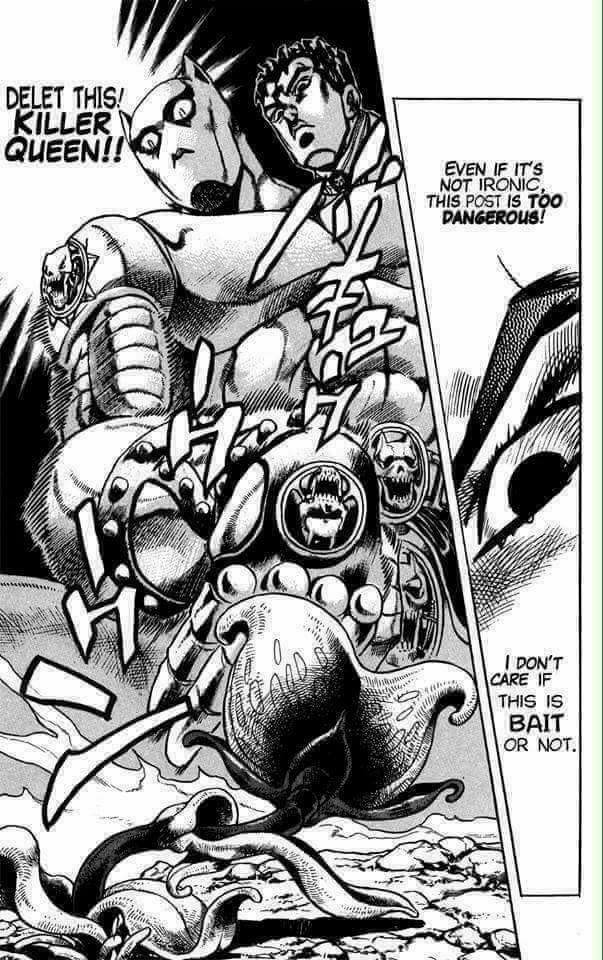 EVEN IF IT'S
NOT IRONIC,
THIS POST IS TOO
DANGEROUS!
I DON'T
CARE IF
THIS IS
BAIT
OR NOT.
DELET THIS!
KILLER
QUEEN!!